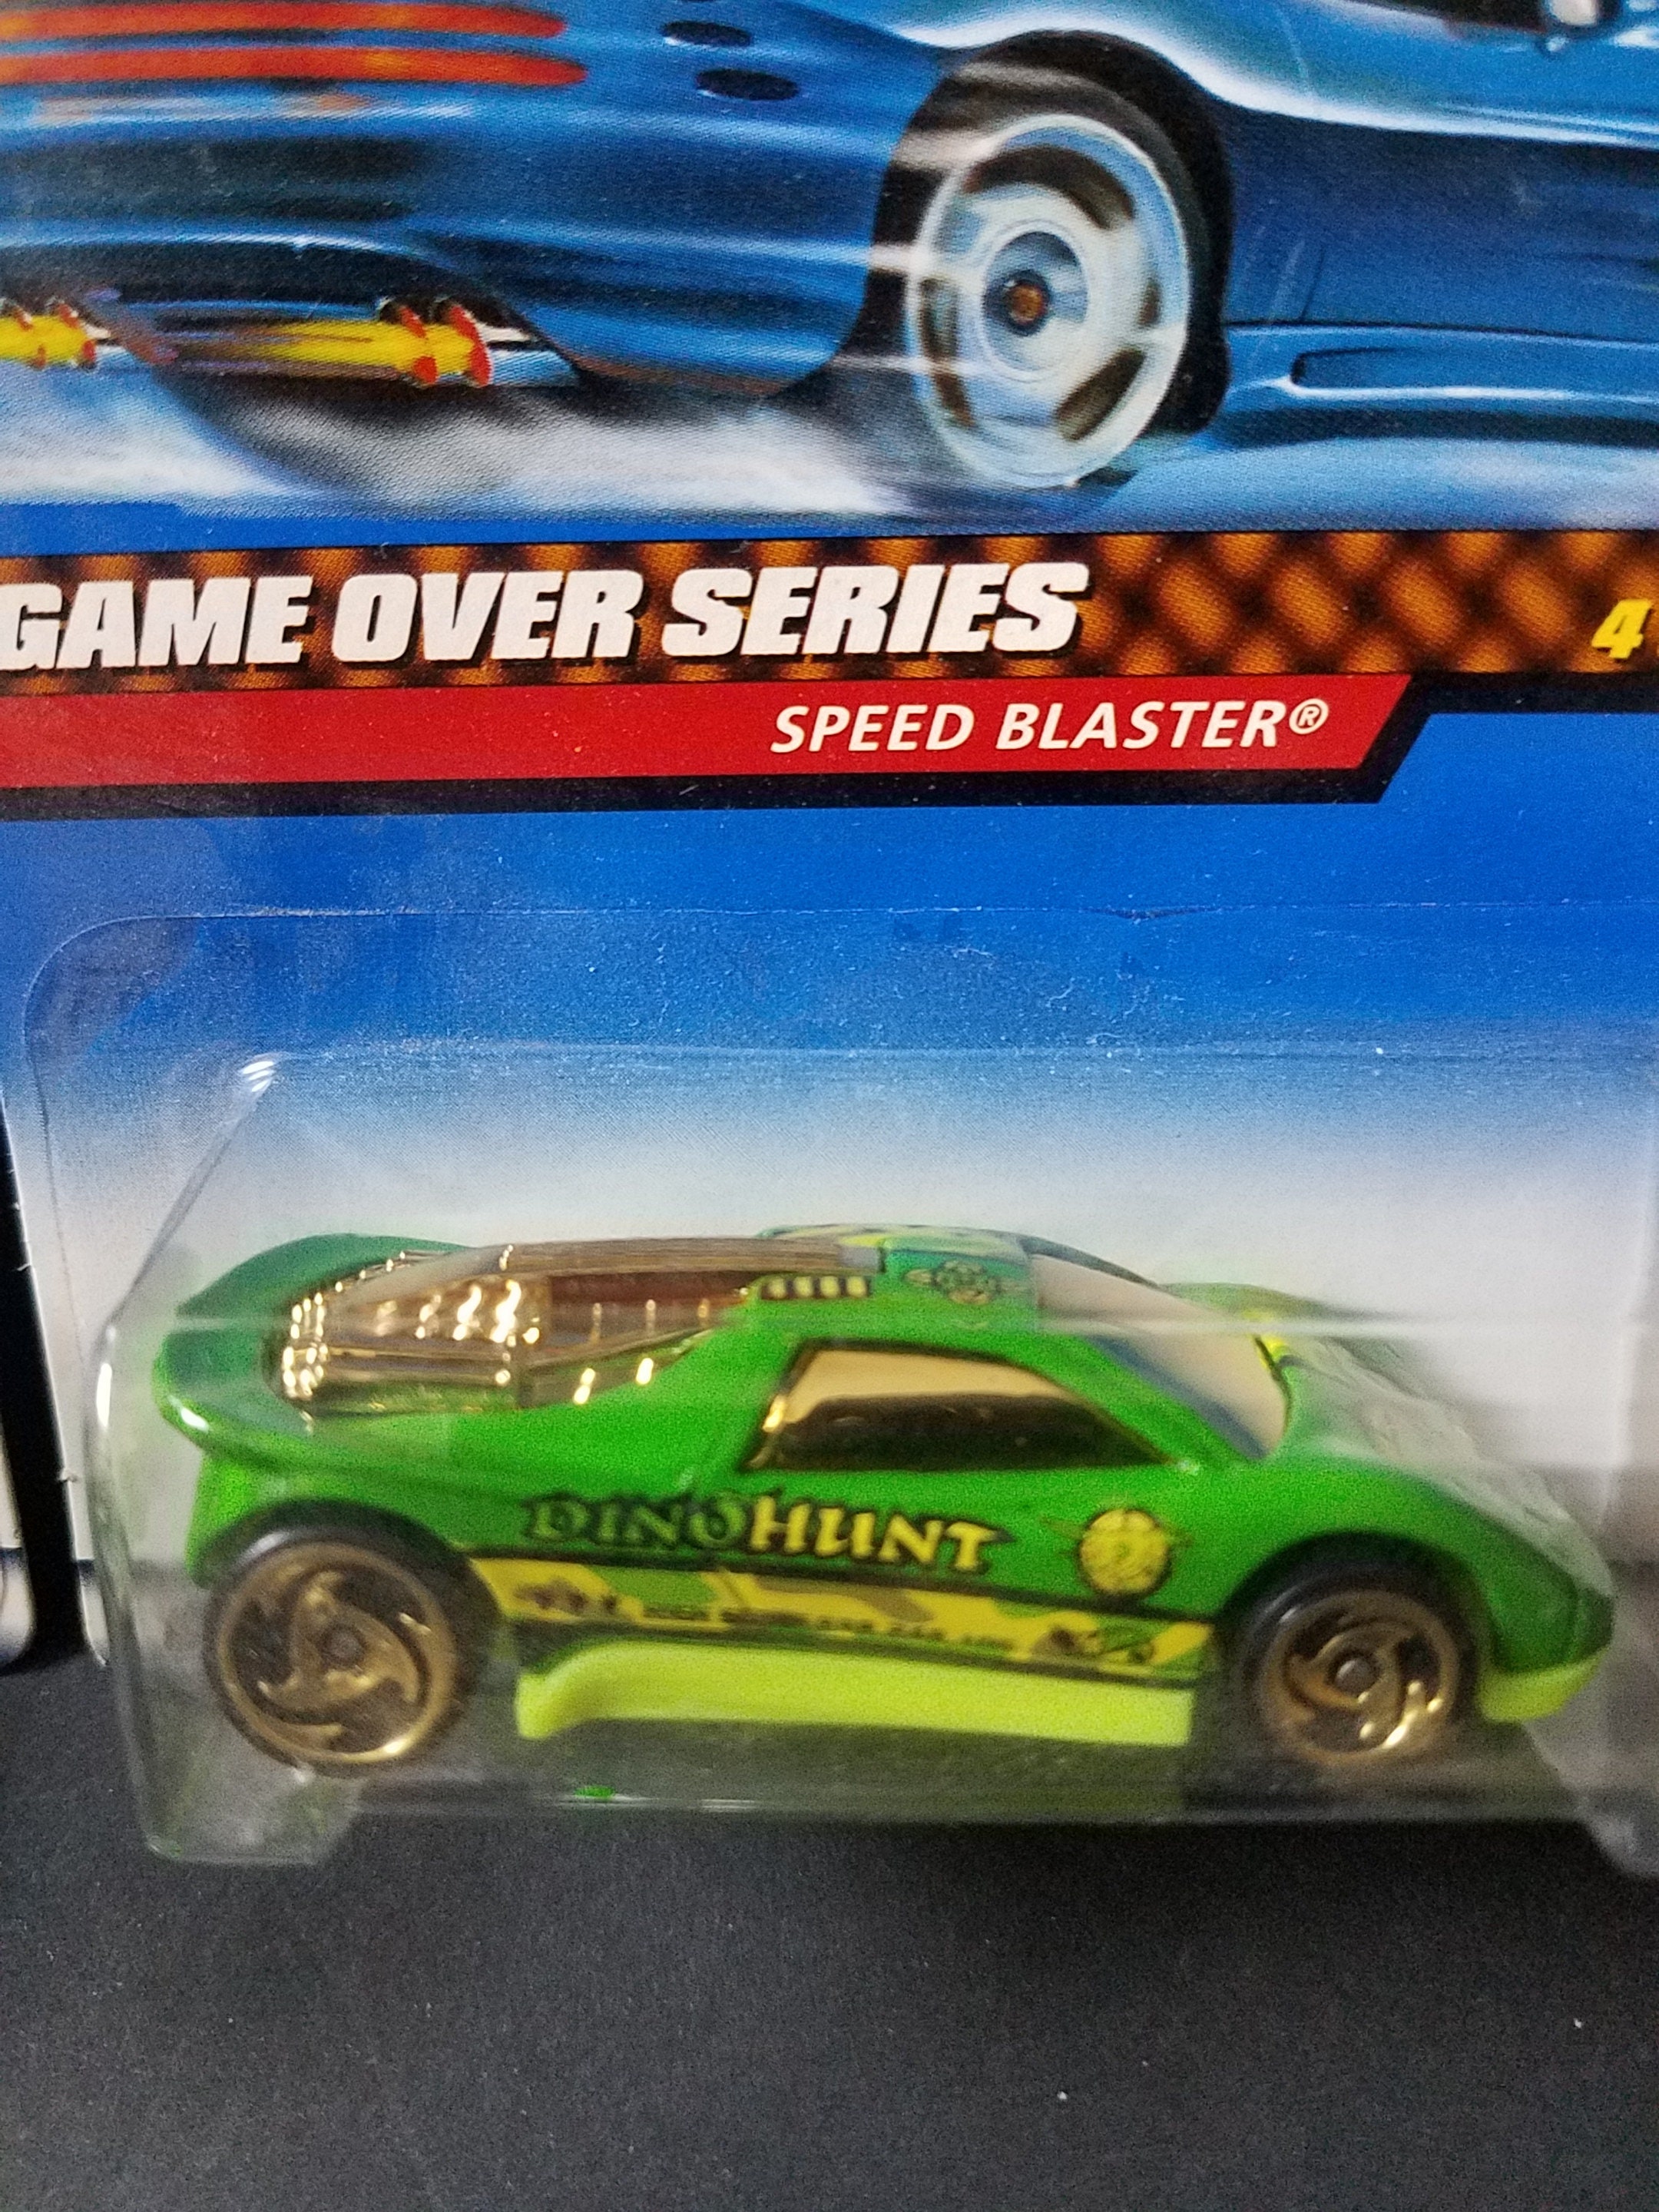 GAME OVER SERIES
4
SPEED BLASTER®
DINOHUNT